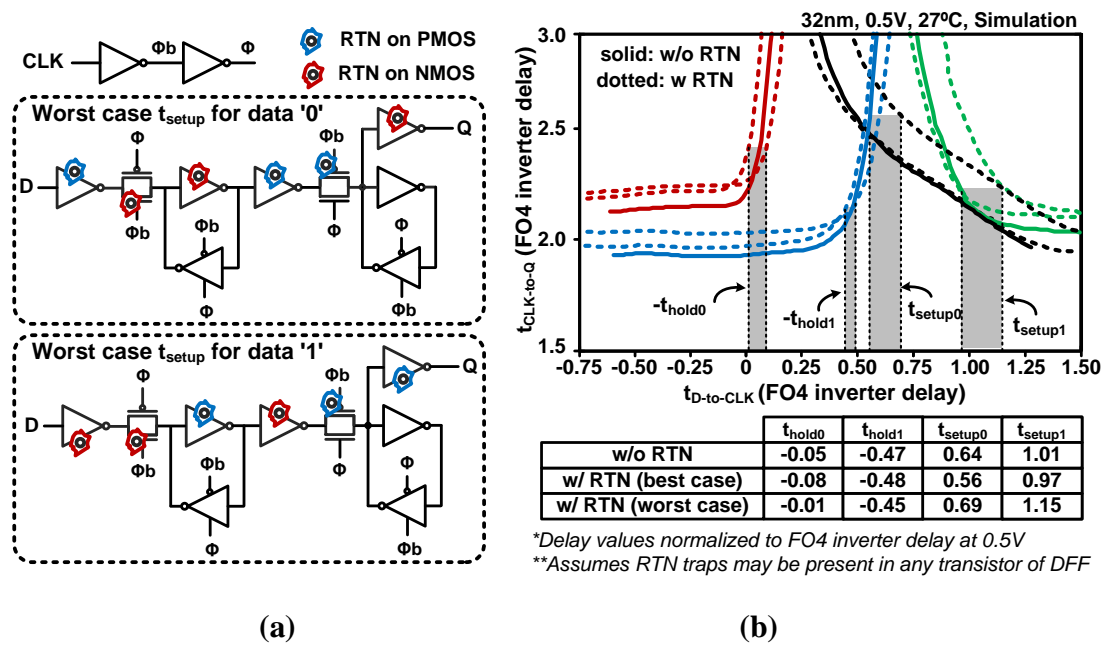 CLK
Φb
Φ
RTN on PMOS
RTN on NMOS
Worst case tsetup for data '0'
D
Φ
Φb
Φb
Φ
Φb
Φ
Q
Φ
Φb
Worst case tsetup for data '1'
D
Φ
Φb
Φb
Φ
Φb
Φ
Q
Φ
Φb
(a)
32nm, 0.5V, 27ºC, Simulation
solid: w/o RTN
dotted: w RTN
tCLK-to-Q (FO4 inverter delay)
3.0
2.5
2.0
1.5
-thold0
-thold1
tsetup0
tsetup1
-0.75 -0.50 -0.25 0 0.25 0.50 0.75 1.00 1.25 1.50
tD-to-CLK (FO4 inverter delay)
thold0 thold1 tsetup0 tsetup1
w/o RTN -0.05 -0.47 0.64 1.01
w/ RTN (best case) -0.08 -0.48 0.56 0.97
w/ RTN (worst case) -0.01 -0.45 0.69 1.15
*Delay values normalized to FO4 inverter delay at 0.5V
**Assumes RTN traps may be present in any transistor of DFF
(b)